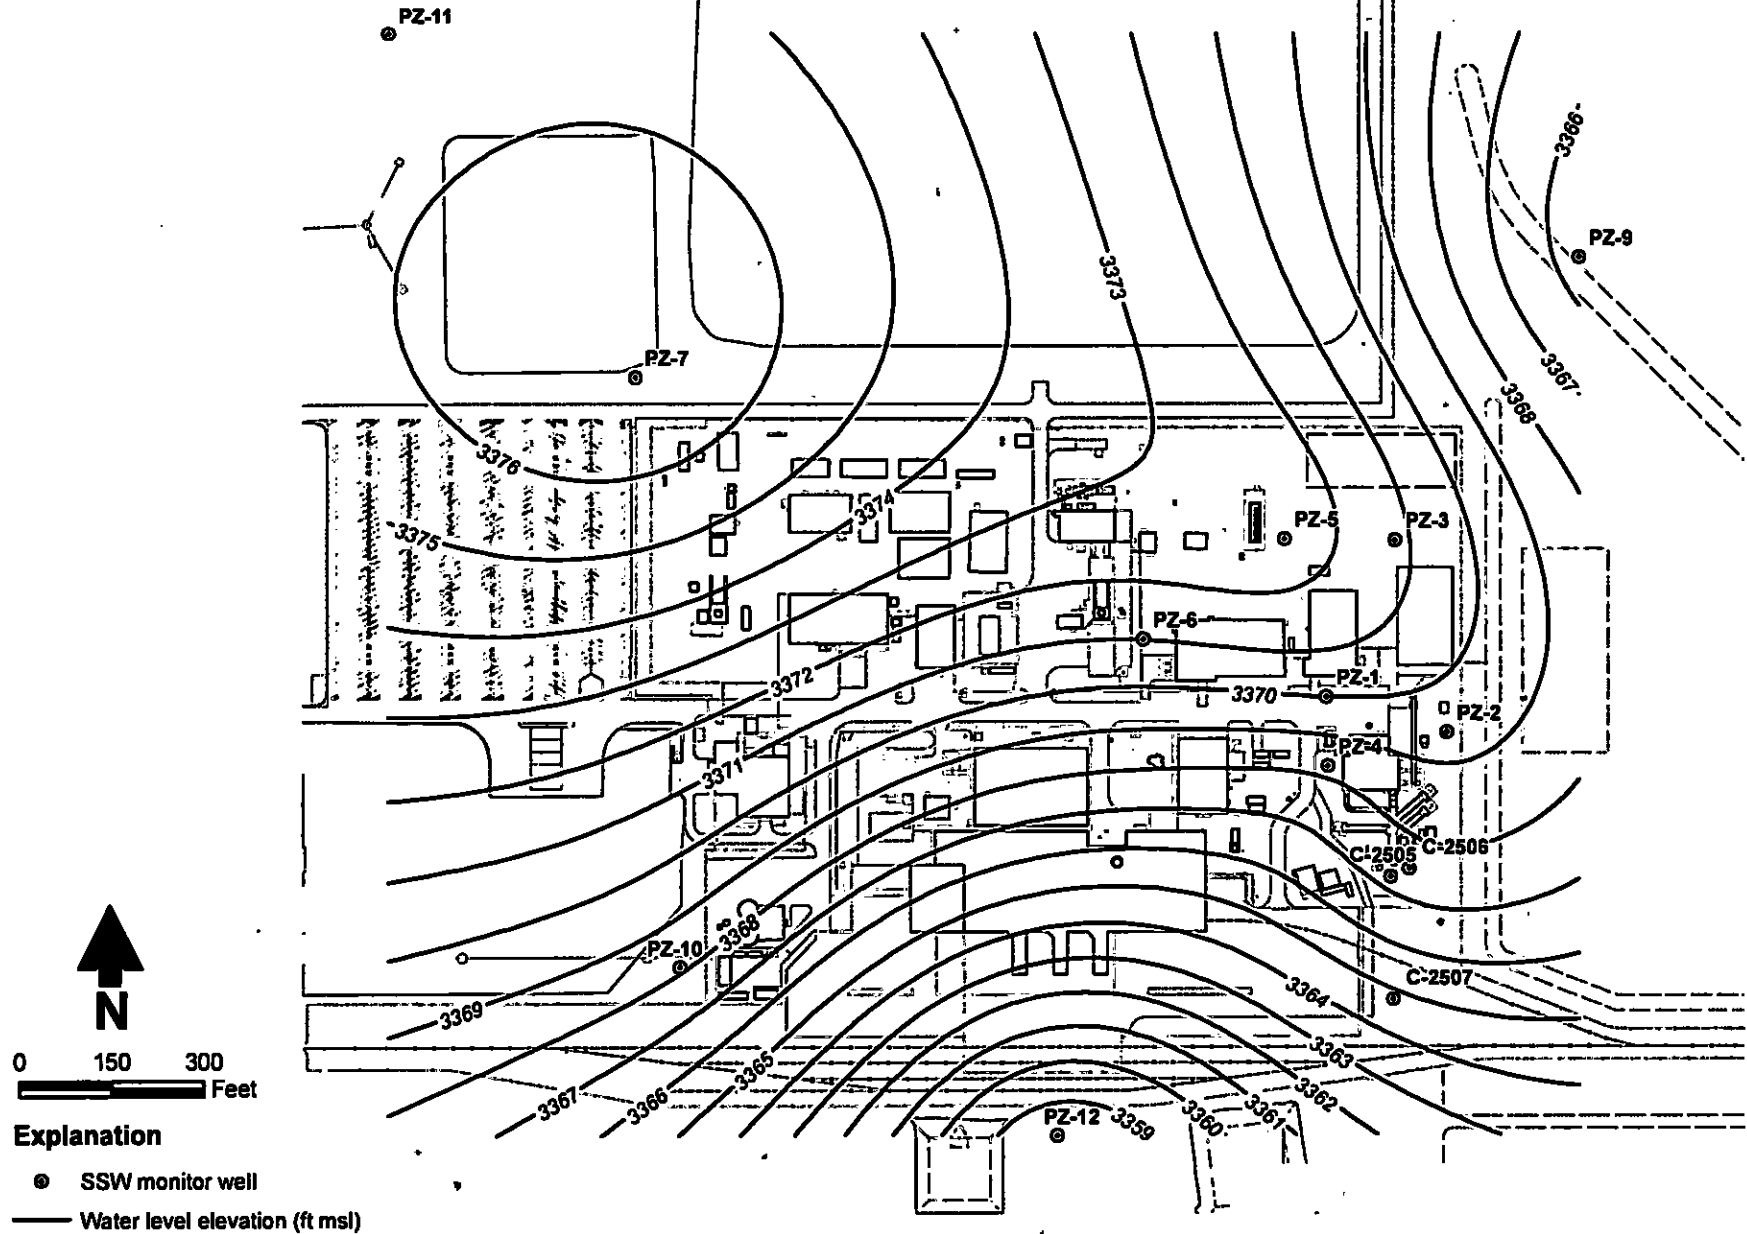 PZ-11
3366
PZ-9
3373
PZ-7
3367
3368
3376
3374
3375
PZ-5
PZ-3
PZ-6
3372
PZ-1
3370
PZ-2
PZ-4
3371
C-2506
C-2505
3368
PZ-10
C-2507
3364
3369
N
3363
0 150 300
Feet
3365
3362
3367
3366
3361
3360
PZ-12
3359
Explanation
SSW monitor well
Water level elevation (ft msl)